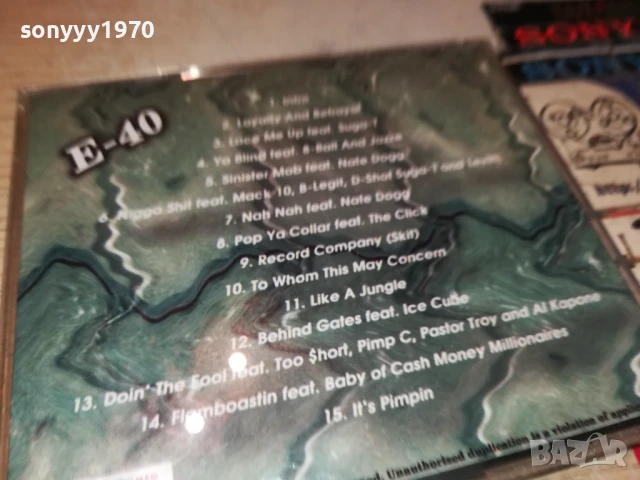 sonyyy1970
SONY
E-40
1. Intro
2. Loyalty And Betrayal
3. Lace Me Up feat. Suga-T
4. Ya Blind feat. 8-Ball And Jazze
5. Sinister Mob feat. Nate Dogg
6. Nigga Shit feat. Mack 10, B-Legit, D-Shot Suga-T and Levitti
7. Nah Nah feat. Nate Dogg
8. Pop Ya Collar feat. The Click
9. Record Company (Skit)
10. To Whom This May Concern
11. Like A Jungle
12. Behind Gates feat. Ice Cube
13. Doin' The Fool feat. Too $hort, Pimp C, Pastor Troy and Al Kapone
14. Flamboastin feat. Baby of Cash Money Millionaires
15. It's Pimpin
Unauthorised duplication is a violation of
bazar